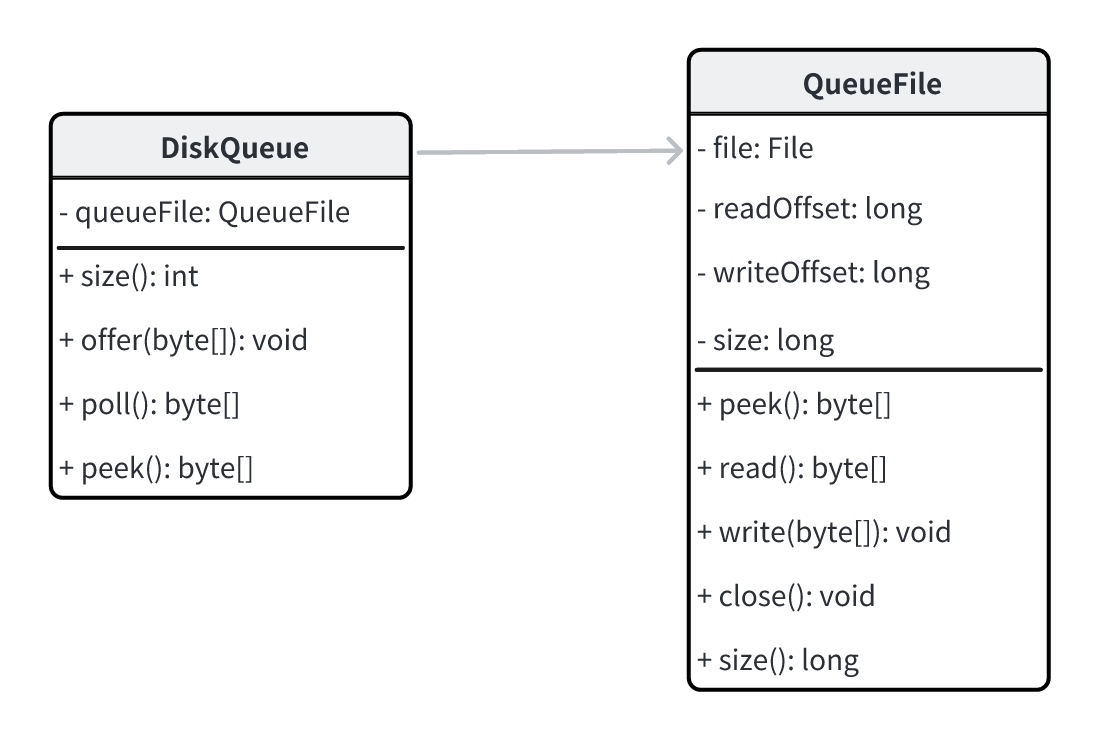 DiskQueue
- queueFile: QueueFile
+ size(): int
+ offer(byte[]): void
+ poll(): byte[]
+ peek(): byte[]
QueueFile
- file: File
- readOffset: long
- writeOffset: long
- size: long
+ peek(): byte[]
+ read(): byte[]
+ write(byte[]): void
+ close(): void
+ size(): long